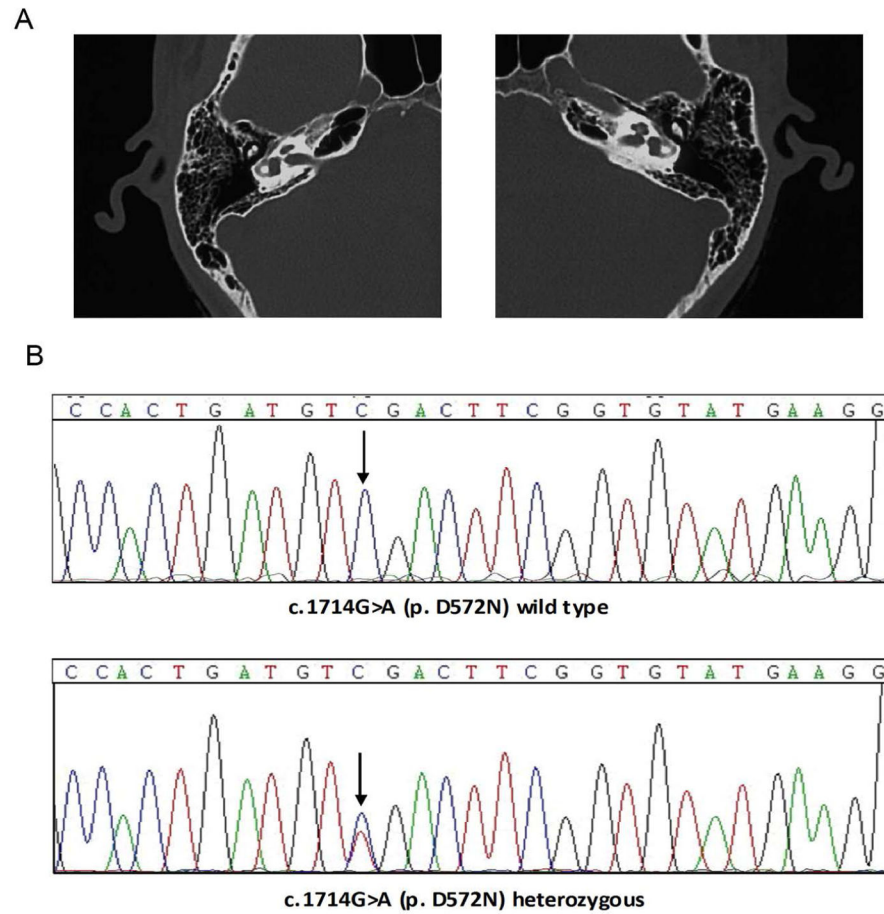 A
B
C C A C T G A T G T C G A C T T C G G T G T A T G A A G G
c.1714G>A (p. D572N) wild type
C C A C T G A T G T C G A C T T C G G T G T A T G A A G G
c.1714G>A (p. D572N) heterozygous